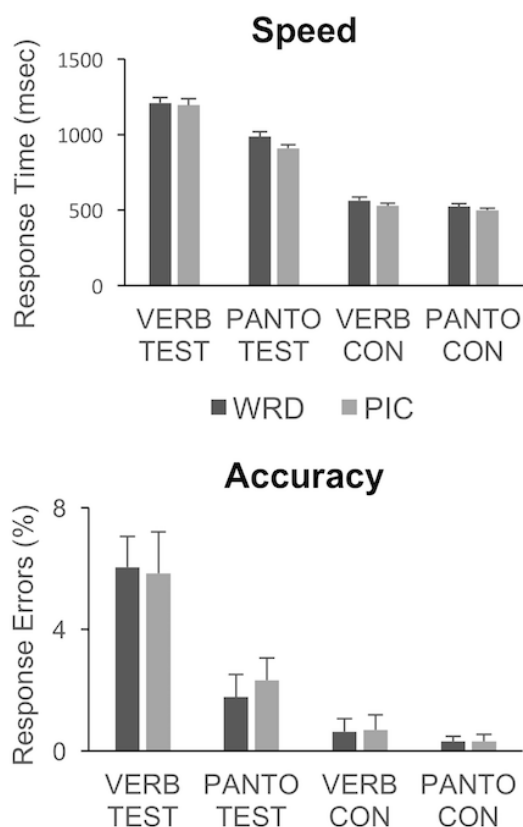 Speed
Response Time (msec)
1500
1000
500
0
VERB TEST
PANTO TEST
VERB CON
PANTO CON
WRD PIC
Accuracy
Response Errors (%)
8
4
0
VERB TEST
PANTO TEST
VERB CON
PANTO CON